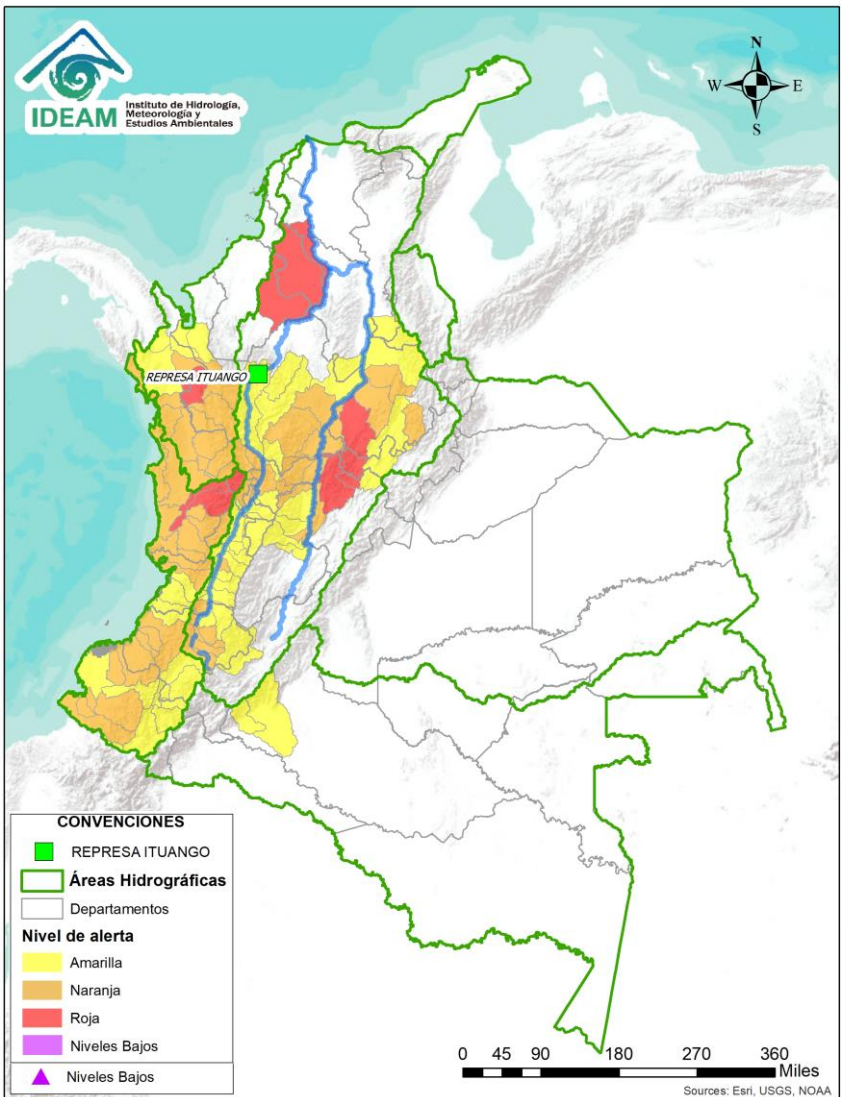 IDEAM
Instituto de Hidrología,
Meteorología y
Estudios Ambientales
N
W
E
S
REPRESA ITUANGO
CONVENCIONES
REPRESA ITUANGO
Áreas Hidrográficas
Departamentos
Nivel de alerta
Amarilla
Naranja
Roja
Niveles Bajos
Niveles Bajos
0 45 90 180 270 360
Miles
Sources: Esri, USGS, NOAA